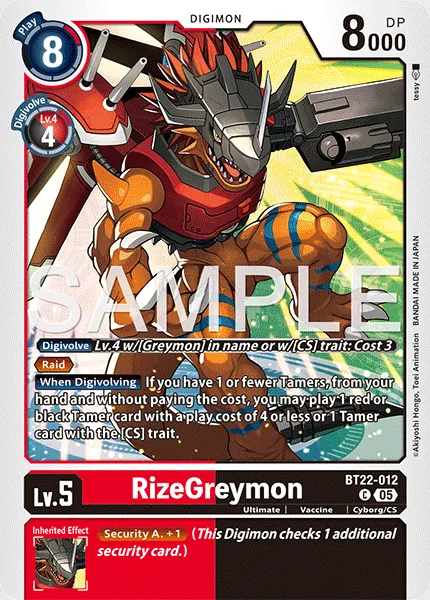 DIGIMON
Play
8
8000
DP
Digivolve
Lv.4
4
tessy
SAMPLE
©Akiyoshi Hongo, Toei Animation BANDAI MADE IN JAPAN
Digivolve Lv.4 w/[Greymon] in name or w/[CS] trait: Cost 3
Raid
When Digivolving If you have 1 or fewer Tamers, from your
hand and without paying the cost, you may play 1 red or
black Tamer card with a play cost of 4 or less or 1 Tamer
card with the [CS] trait.
Lv.5
RizeGreymon
BT22-012
C 05
Ultimate | Vaccine | Cyborg/CS
Inherited Effect
Security A. +1 (This Digimon checks 1 additional
security card.)